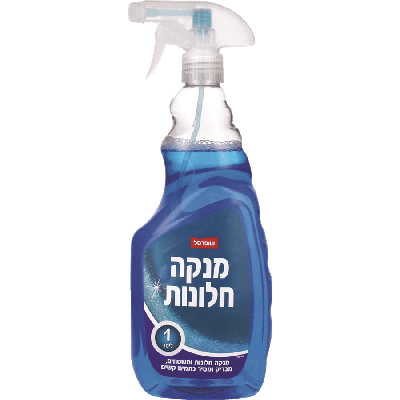 שופרסל
מנקה
חלונות
1
ליטר
מנקה חלונות ומשטחים,
מבריק ומסיר כתמים קשים